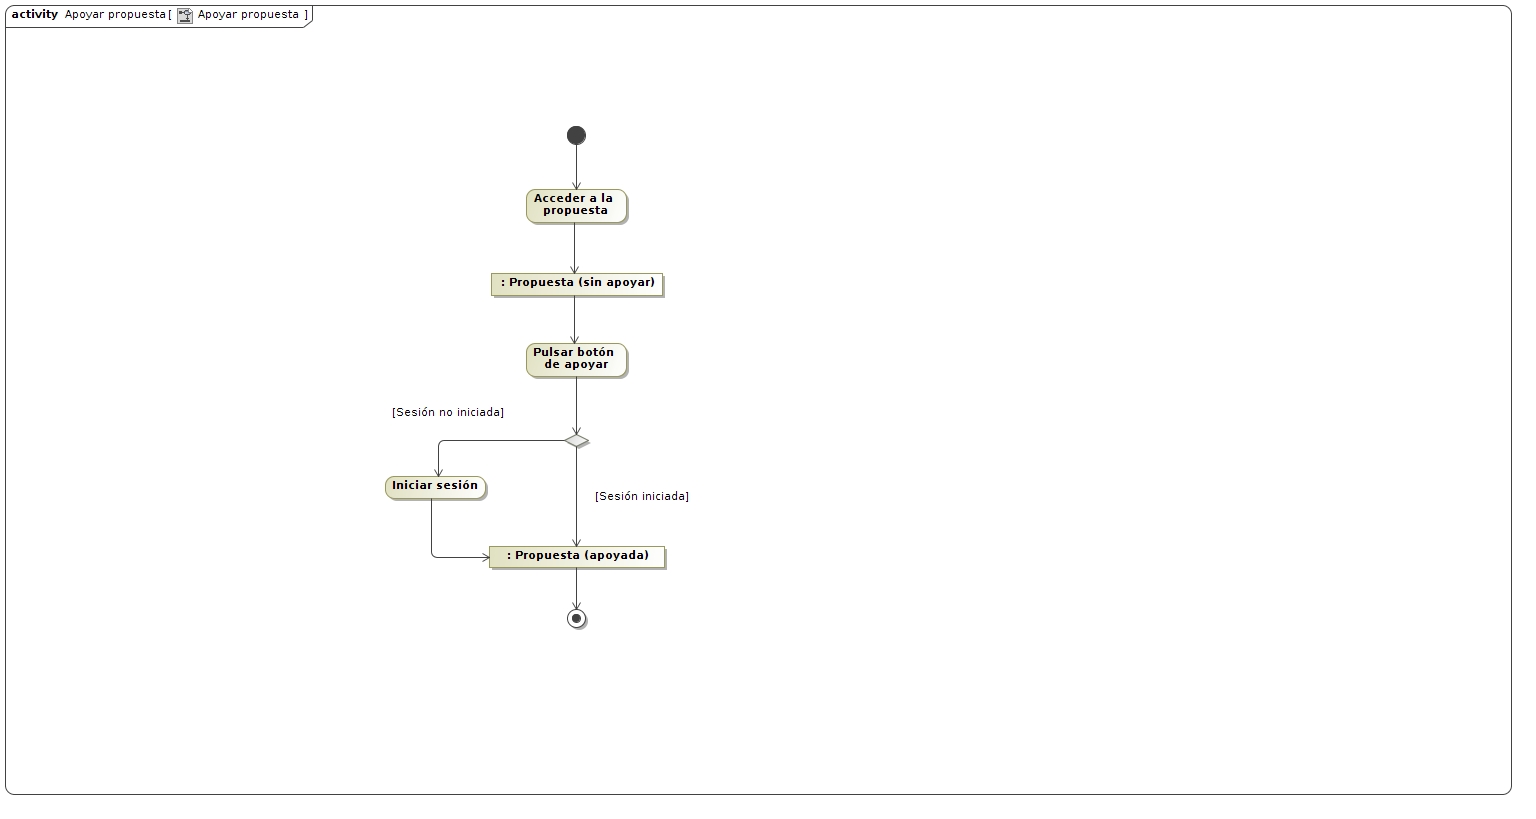 activity Apoyar propuesta[ Apoyar propuesta ]
Acceder a la
propuesta
: Propuesta (sin apoyar)
Pulsar botón
de apoyar
[Sesión no iniciada]
Iniciar sesión
[Sesión iniciada]
: Propuesta (apoyada)